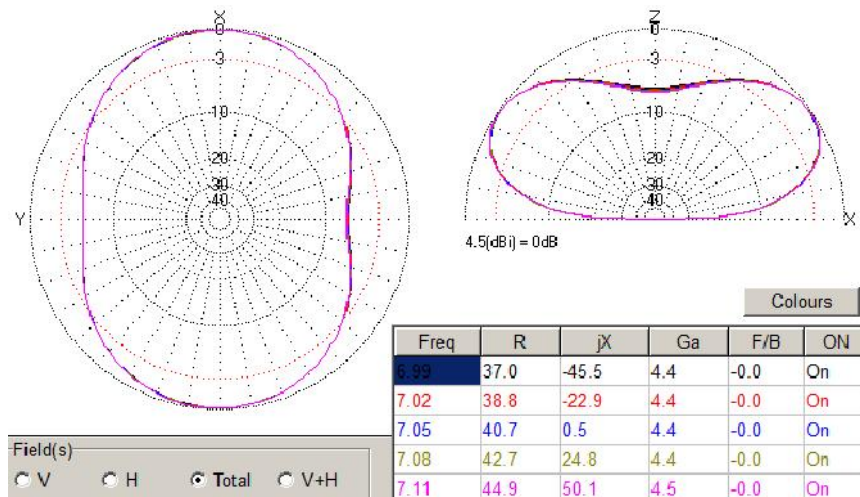 X
0
3
10
20
30
40
Y
Z
0
3
10
20
30
40
X
4.5(dBi) = 0dB
Colours
Freq R jX Ga F/B ON
6.99 37.0 -45.5 4.4 -0.0 On
7.02 38.8 -22.9 4.4 -0.0 On
7.05 40.7 0.5 4.4 -0.0 On
7.08 42.7 24.8 4.4 -0.0 On
7.11 44.9 50.1 4.5 -0.0 On
Field(s)
V H Total V+H